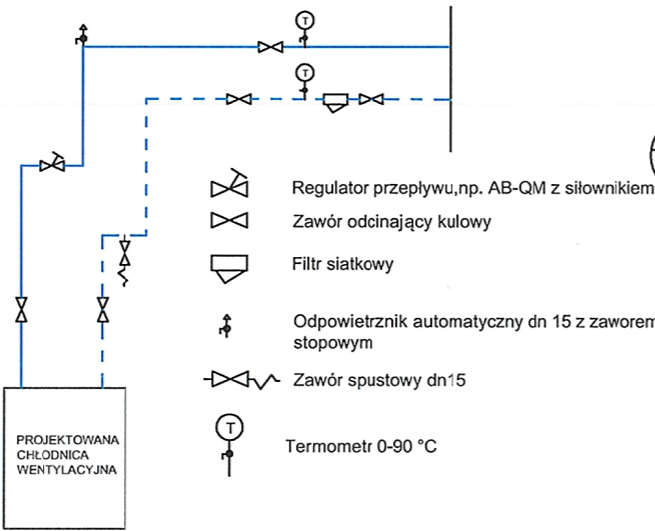 T
T
Regulator przepływu,np. AB-QM z siłownikiem
Zawór odcinający kulowy
Filtr siatkowy
Odpowietrznik automatyczny dn 15 z zaworem
stopowym
Zawór spustowy dn15
T
Termometr 0-90 °C
PROJEKTOWANA
CHŁODNICA
WENTYLACYJNA